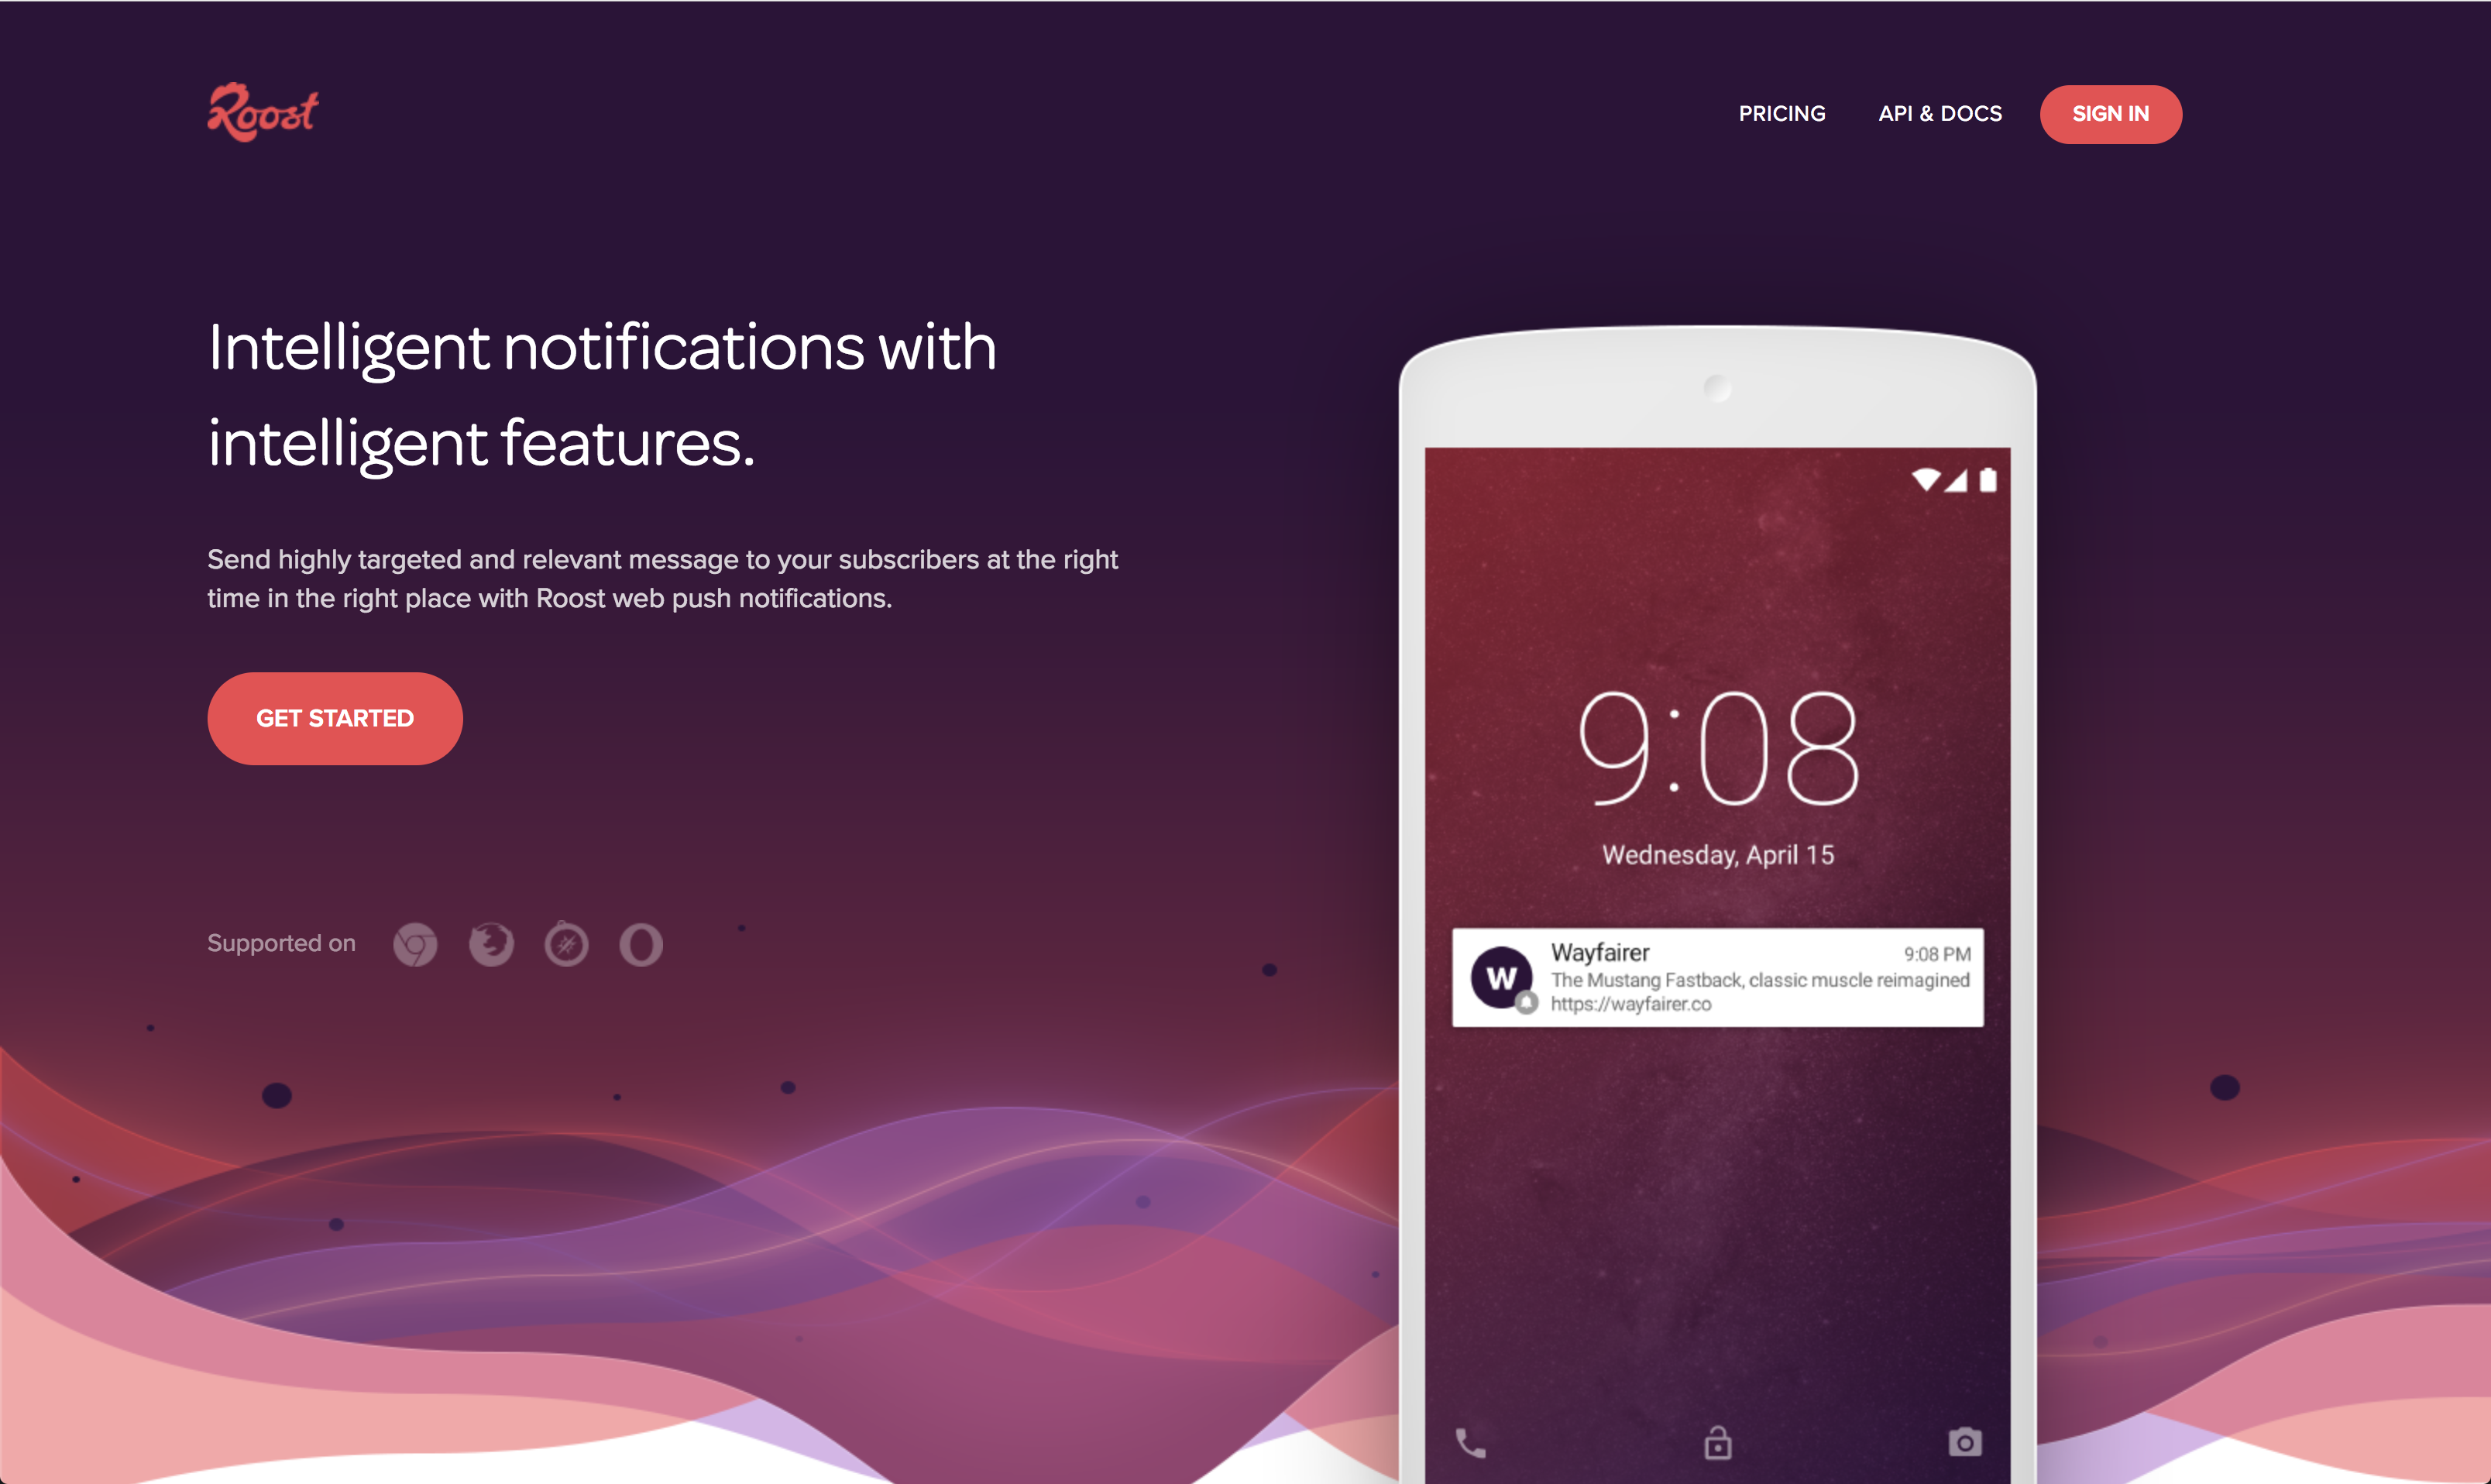 Roost
PRICING
API & DOCS
SIGN IN
Intelligent notifications with
intelligent features.
Send highly targeted and relevant message to your subscribers at the right
time in the right place with Roost web push notifications.
GET STARTED
Supported on
9:08
Wednesday, April 15
W
Wayfairer
9:08 PM
The Mustang Fastback, classic muscle reimagined
https://wayfairer.co